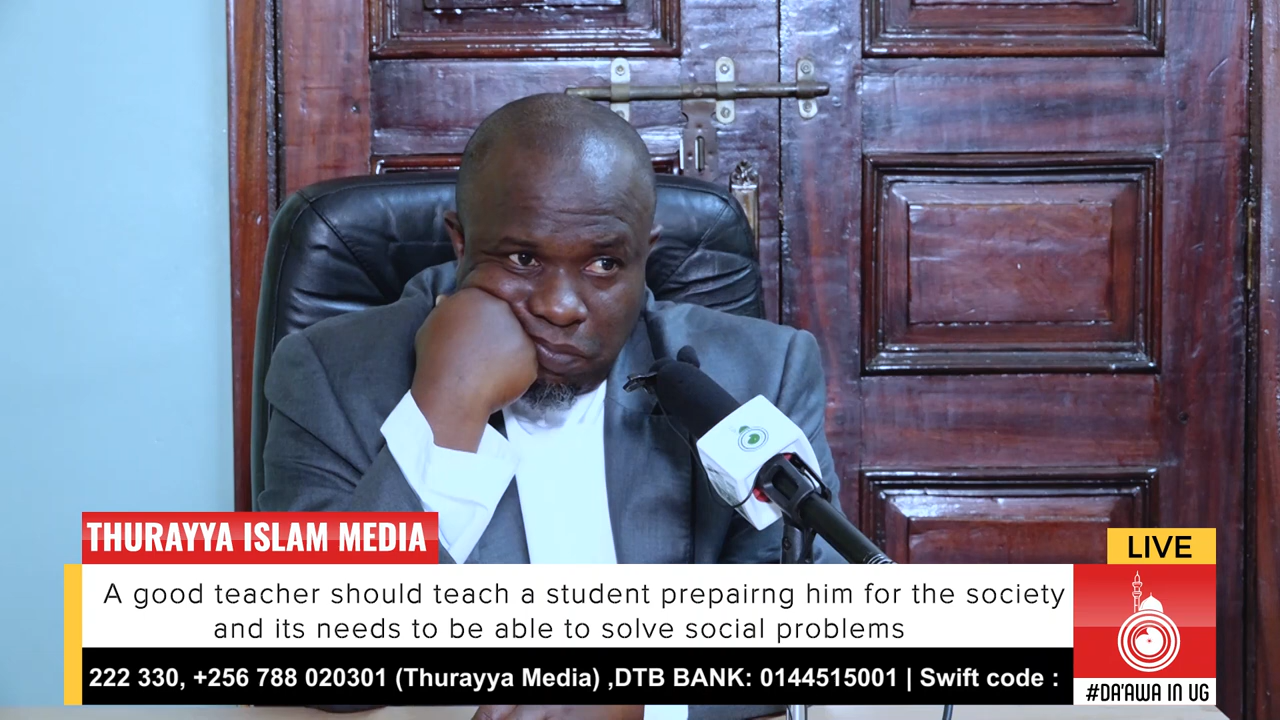 THURAYYA ISLAM MEDIA
LIVE
A good teacher should teach a student prepairng him for the society
and its needs to be able to solve social problems
222 330, +256 788 020301 (Thurayya Media) ,DTB BANK: 0144515001 | Swift code :
#DA'AWA IN UG